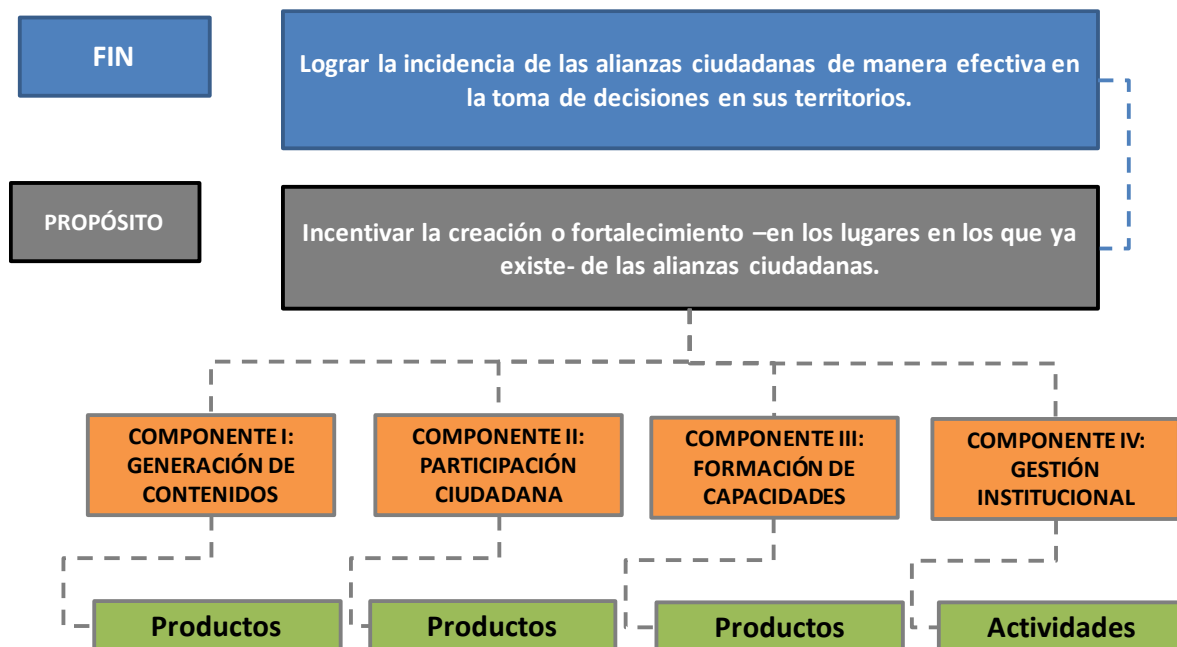 FIN
Lograr la incidencia de las alianzas ciudadanas de manera efectiva en
la toma de decisiones en sus territorios.
PROPÓSITO
Incentivar la creación o fortalecimiento –en los lugares en los que ya
existe- de las alianzas ciudadanas.
COMPONENTE I:
GENERACIÓN DE
CONTENIDOS
COMPONENTE II:
PARTICIPACIÓN
CIUDADANA
COMPONENTE III:
FORMACIÓN DE
CAPACIDADES
COMPONENTE IV:
GESTIÓN
INSTITUCIONAL
Productos
Productos
Productos
Actividades